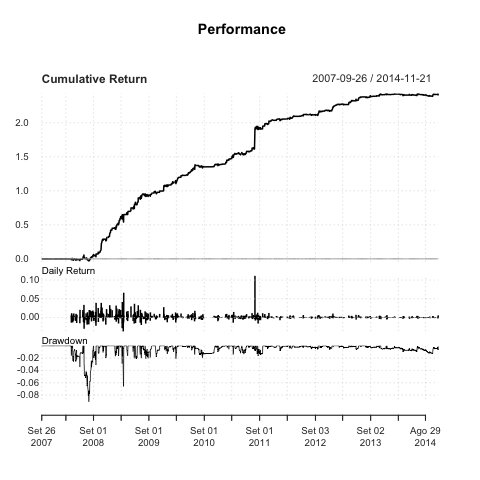 Performance
Cumulative Return 2007-09-26 / 2014-11-21
2.0
1.5
1.0
0.5
0.0
Daily Return
0.10
0.05
0.00
Drawdown
-0.02
-0.04
-0.06
-0.08
Set 26 Set 01 Set 01 Set 01 Set 01 Set 03 Set 02 Ago 29
2007 2008 2009 2010 2011 2012 2013 2014